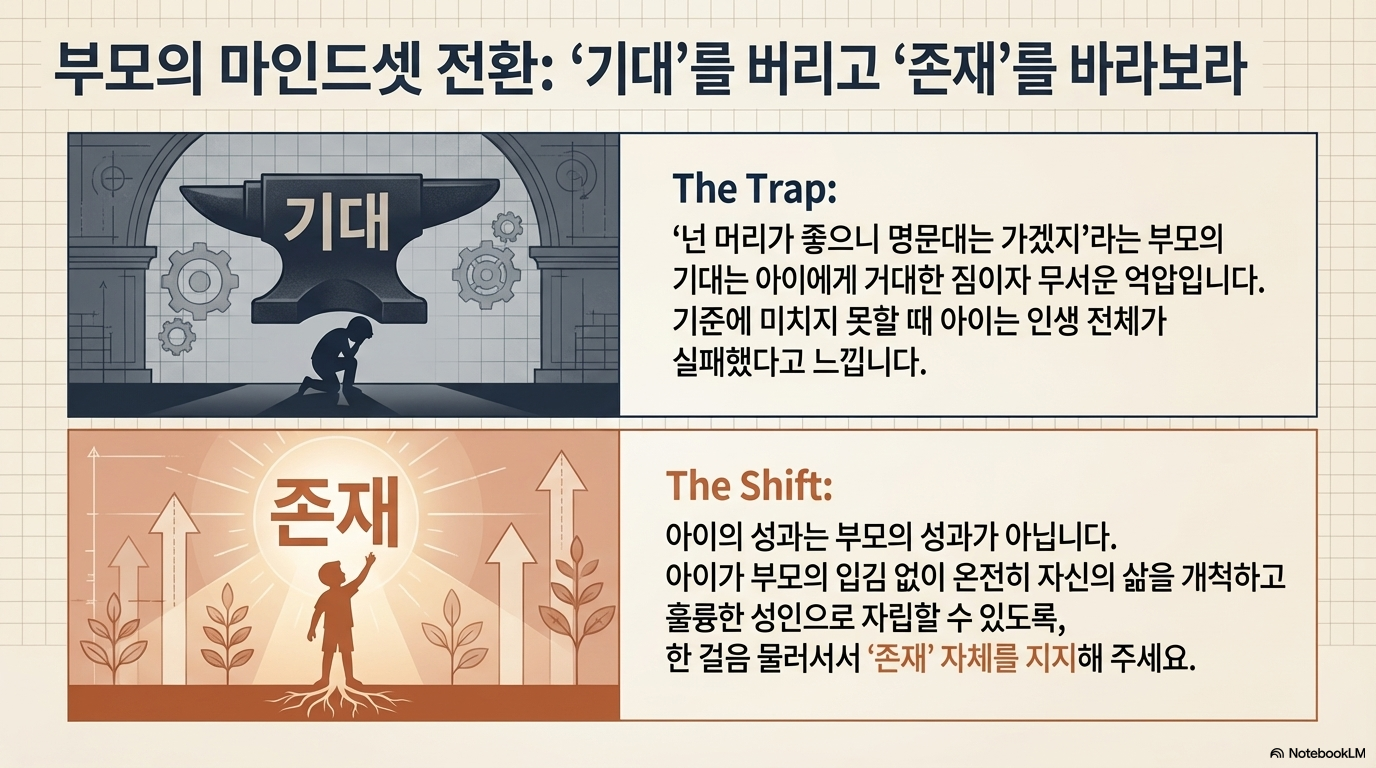 부모의 마인드셋 전환: ‘기대’를 버리고 ‘존재’를 바라보라
기대
The Trap:
‘넌 머리가 좋으니 명문대는 가겠지’라는 부모의
기대는 아이에게 거대한 짐이자 무서운 억압입니다.
기준에 미치지 못할 때 아이는 인생 전체가
실패했다고 느낍니다.
존재
The Shift:
아이의 성과는 부모의 성과가 아닙니다.
아이가 부모의 입김 없이 온전히 자신의 삶을 개척하고
훌륭한 성인으로 자립할 수 있도록,
한 걸음 물러서서 ‘존재’ 자체를 지지해 주세요.
NotebookLM